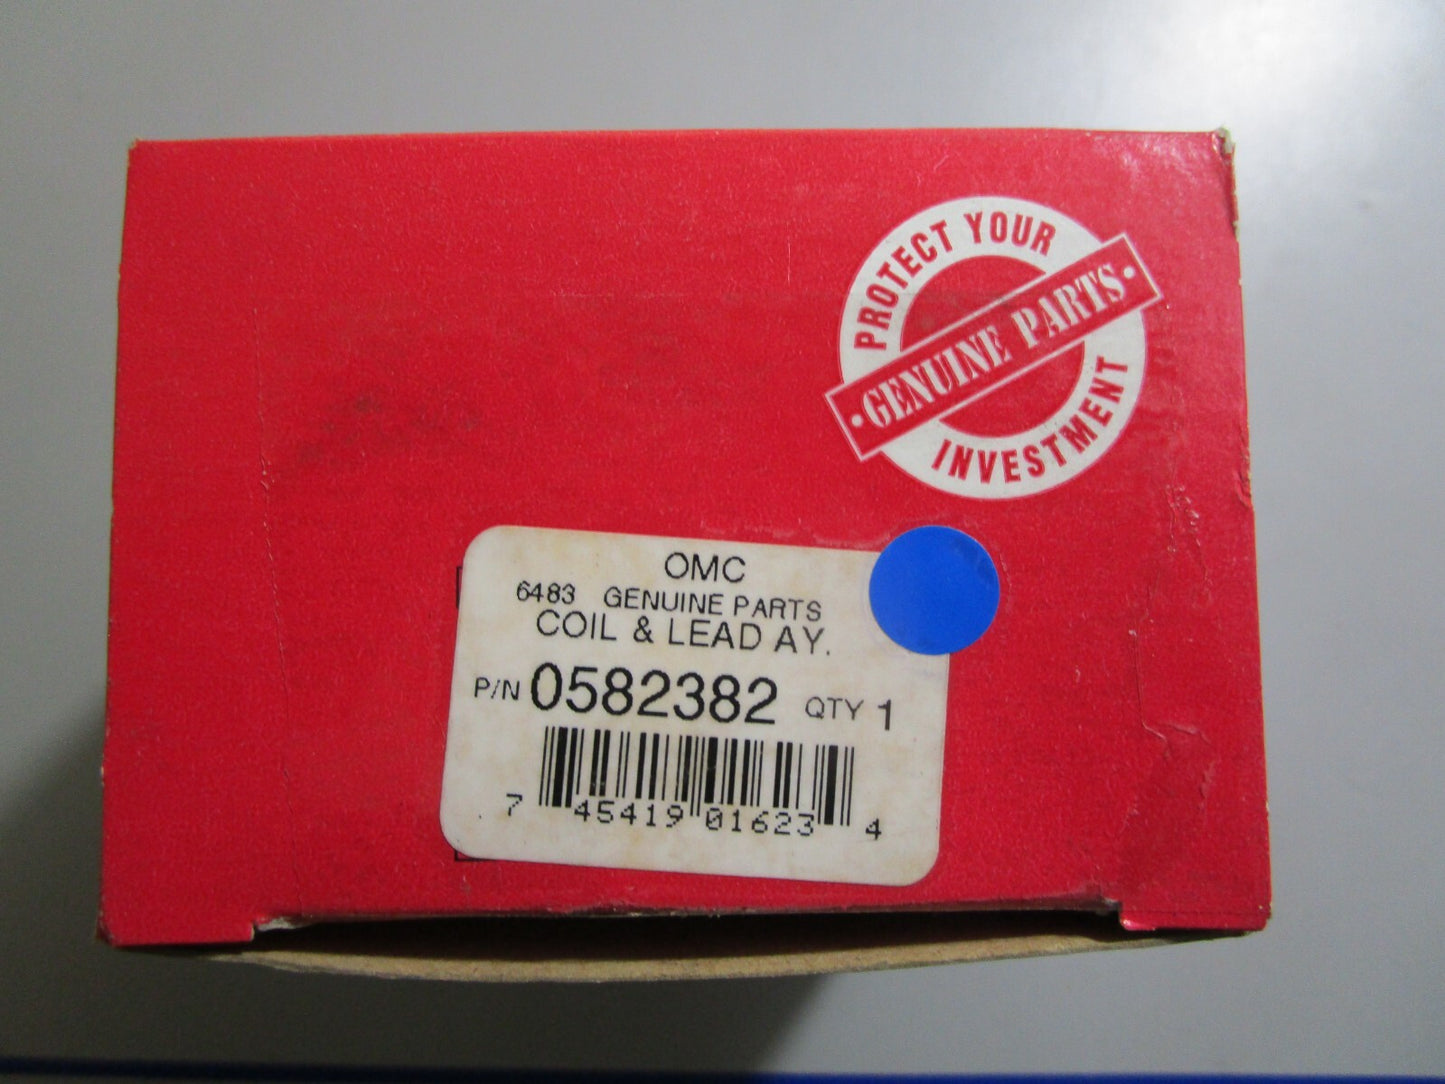 PROTECT YOUR
·GENUINE PARTS·
INVESTMENT
OMC
6483 GENUINE PARTS
COIL & LEAD AY.
P/N 0582382 QTY 1
7 45419 01623 4